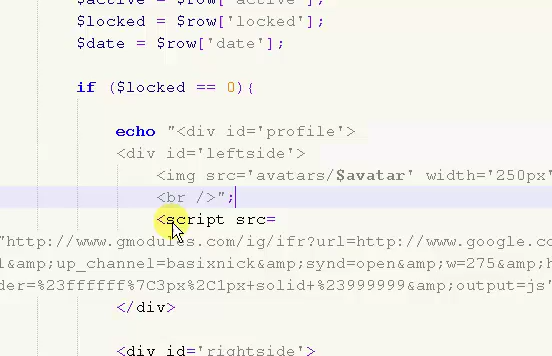 $active = $row['active'];
$locked = $row['locked'];
$date = $row['date'];
if ($locked == 0){
echo "<div id='profile'>
<div id='leftside'>
<img src='avatars/$avatar' width='250px'
<br />";
<script src=
"http://www.gmodules.com/ig/ifr?url=http://www.google.co
l&amp;up_channel=basixnick&amp;synd=open&amp;w=275&amp;h
der=%23ffffff%7C3px%2C1px+solid+%23999999&amp;output=js"
</div>
<div id='rightside'>